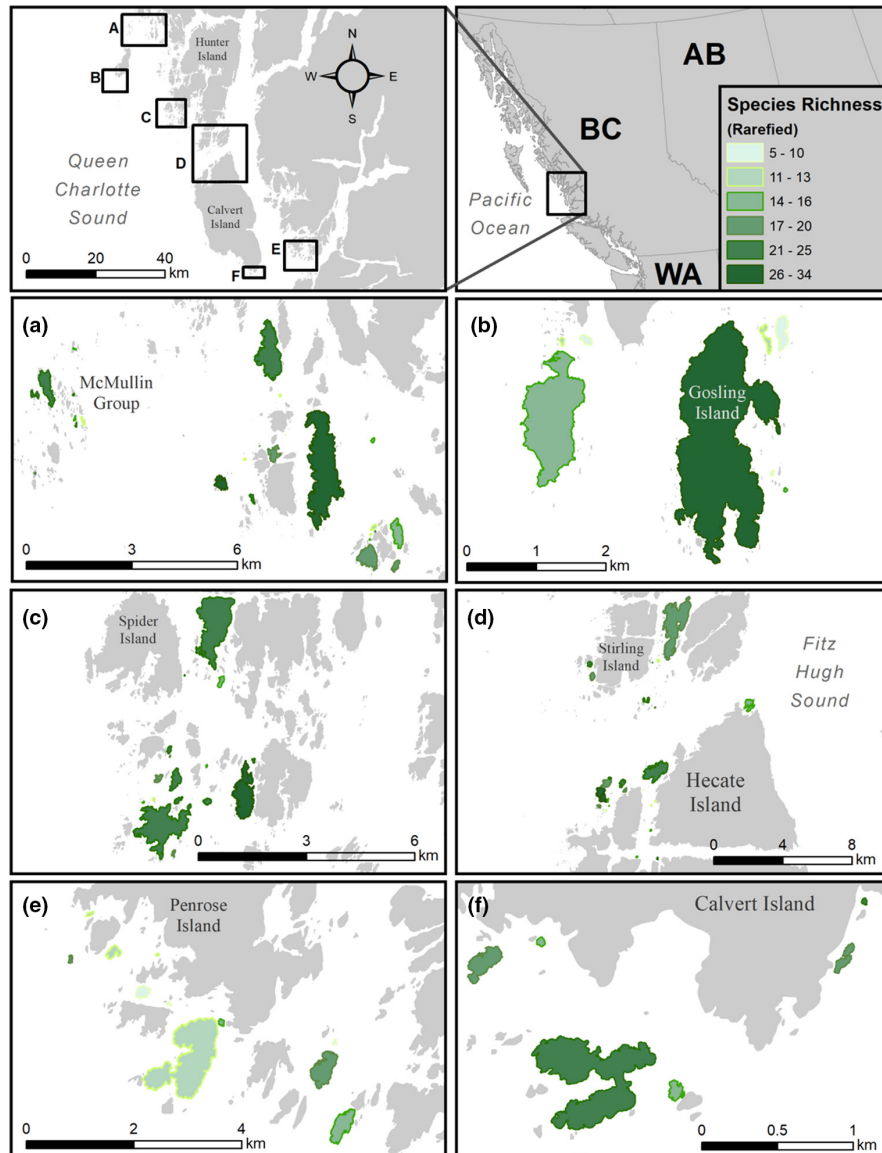 A
B
C
D
E
F
Hunter
Island
N
W
E
S
Queen
Charlotte
Sound
Calvert
Island
0 20 40
km
AB
BC
WA
Pacific
Ocean
Species Richness
(Rarefied)
5 - 10
11 - 13
14 - 16
17 - 20
21 - 25
26 - 34
(a)
McMullin
Group
0 3 6
km
(b)
Gosling
Island
0 1 2
km
(c)
Spider
Island
0 3 6
km
(d)
Stirling
Island
Fitz
Hugh
Sound
Hecate
Island
0 4 8
km
(e)
Penrose
Island
0 2 4
km
(f)
Calvert Island
0 0.5 1
km